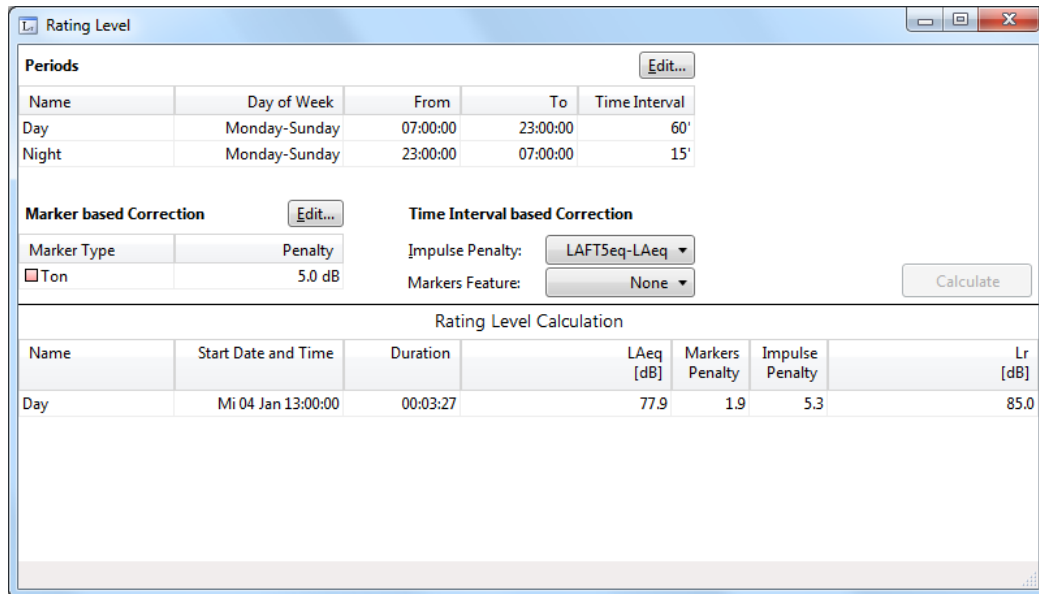 Rating Level
Periods Edit...
Name Day of Week From To Time Interval
Day Monday-Sunday 07:00:00 23:00:00 60'
Night Monday-Sunday 23:00:00 07:00:00 15'
Marker based Correction Edit... Time Interval based Correction
Marker Type Penalty Impulse Penalty: LAFT5eq-LAeq
Ton 5.0 dB Markers Feature: None Calculate
Rating Level Calculation
Name Start Date and Time Duration LAeq Markers Impulse Lr
[dB] Penalty Penalty [dB]
Day Mi 04 Jan 13:00:00 00:03:27 77.9 1.9 5.3 85.0